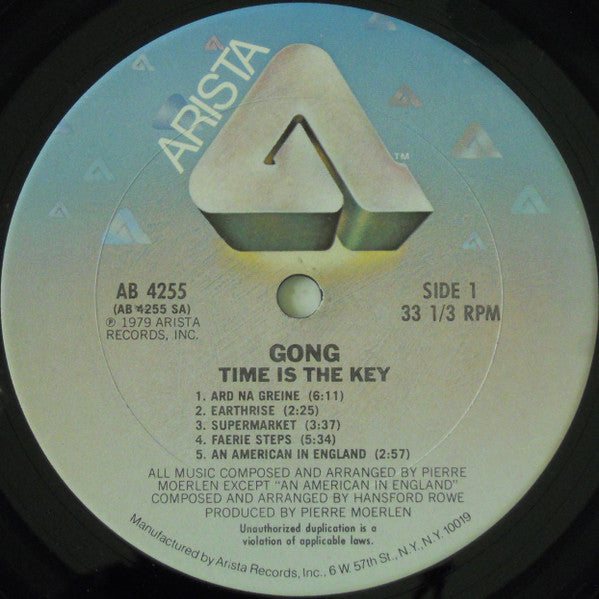 ARISTA
TM
AB 4255
(AB 4255 SA)
℗ 1979 ARISTA
RECORDS, INC.
SIDE 1
33 1/3 RPM
GONG
TIME IS THE KEY
1. ARD NA GREINE (6:11)
2. EARTHRISE (2:25)
3. SUPERMARKET (3:37)
4. FAERIE STEPS (5:34)
5. AN AMERICAN IN ENGLAND (2:57)
ALL MUSIC COMPOSED AND ARRANGED BY PIERRE
MOERLEN EXCEPT "AN AMERICAN IN ENGLAND"
COMPOSED AND ARRANGED BY HANSFORD ROWE
PRODUCED BY PIERRE MOERLEN
Unauthorized duplication is a
violation of applicable laws.
Manufactured by Arista Records, Inc., 6 W. 57th St., N.Y., N.Y. 10019